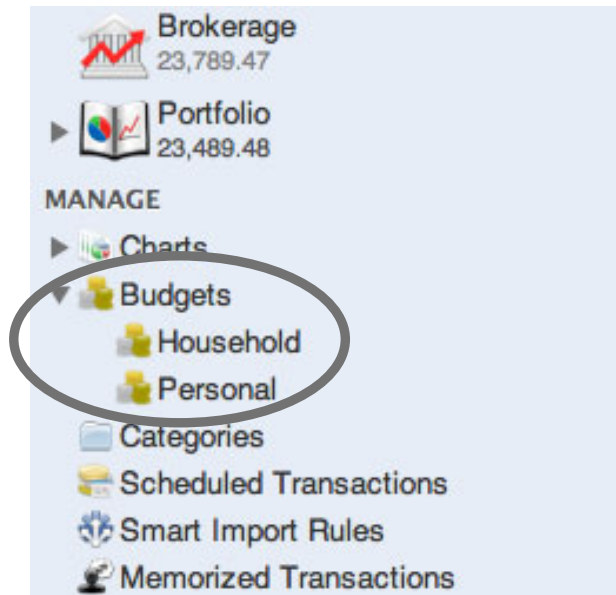 Brokerage
23,789.47
Portfolio
23,489.48
MANAGE
Charts
Budgets
Household
Personal
Categories
Scheduled Transactions
Smart Import Rules
Memorized Transactions